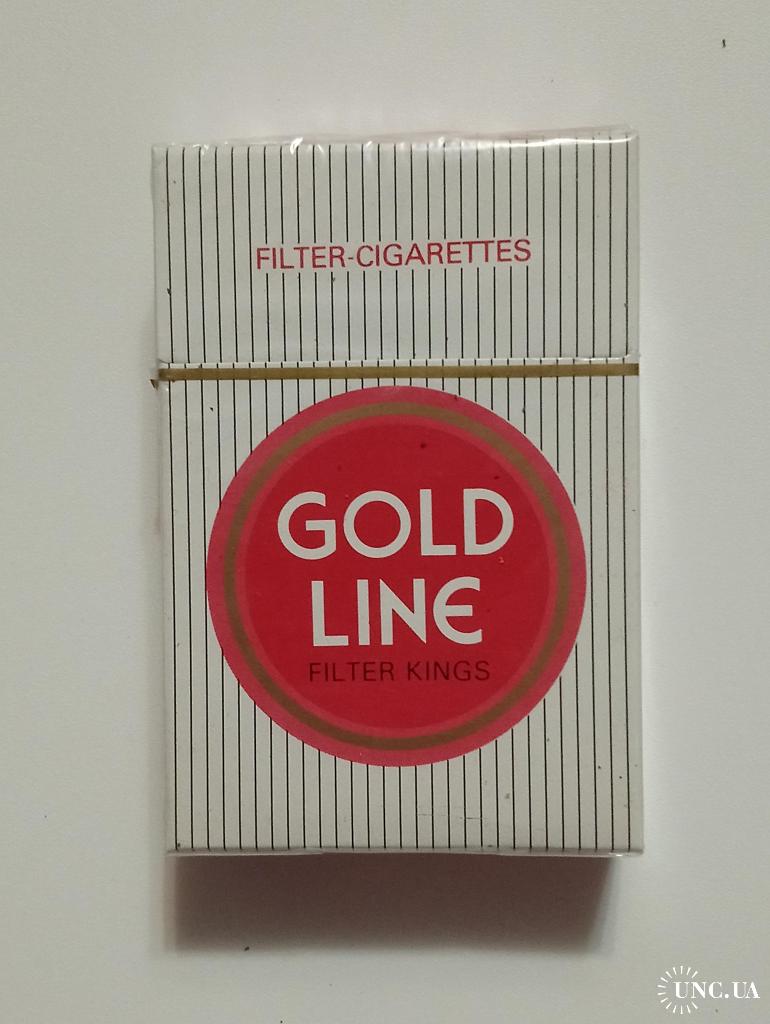 FILTER-CIGARETTES
GOLD
LINE
FILTER KINGS
UNC.UA